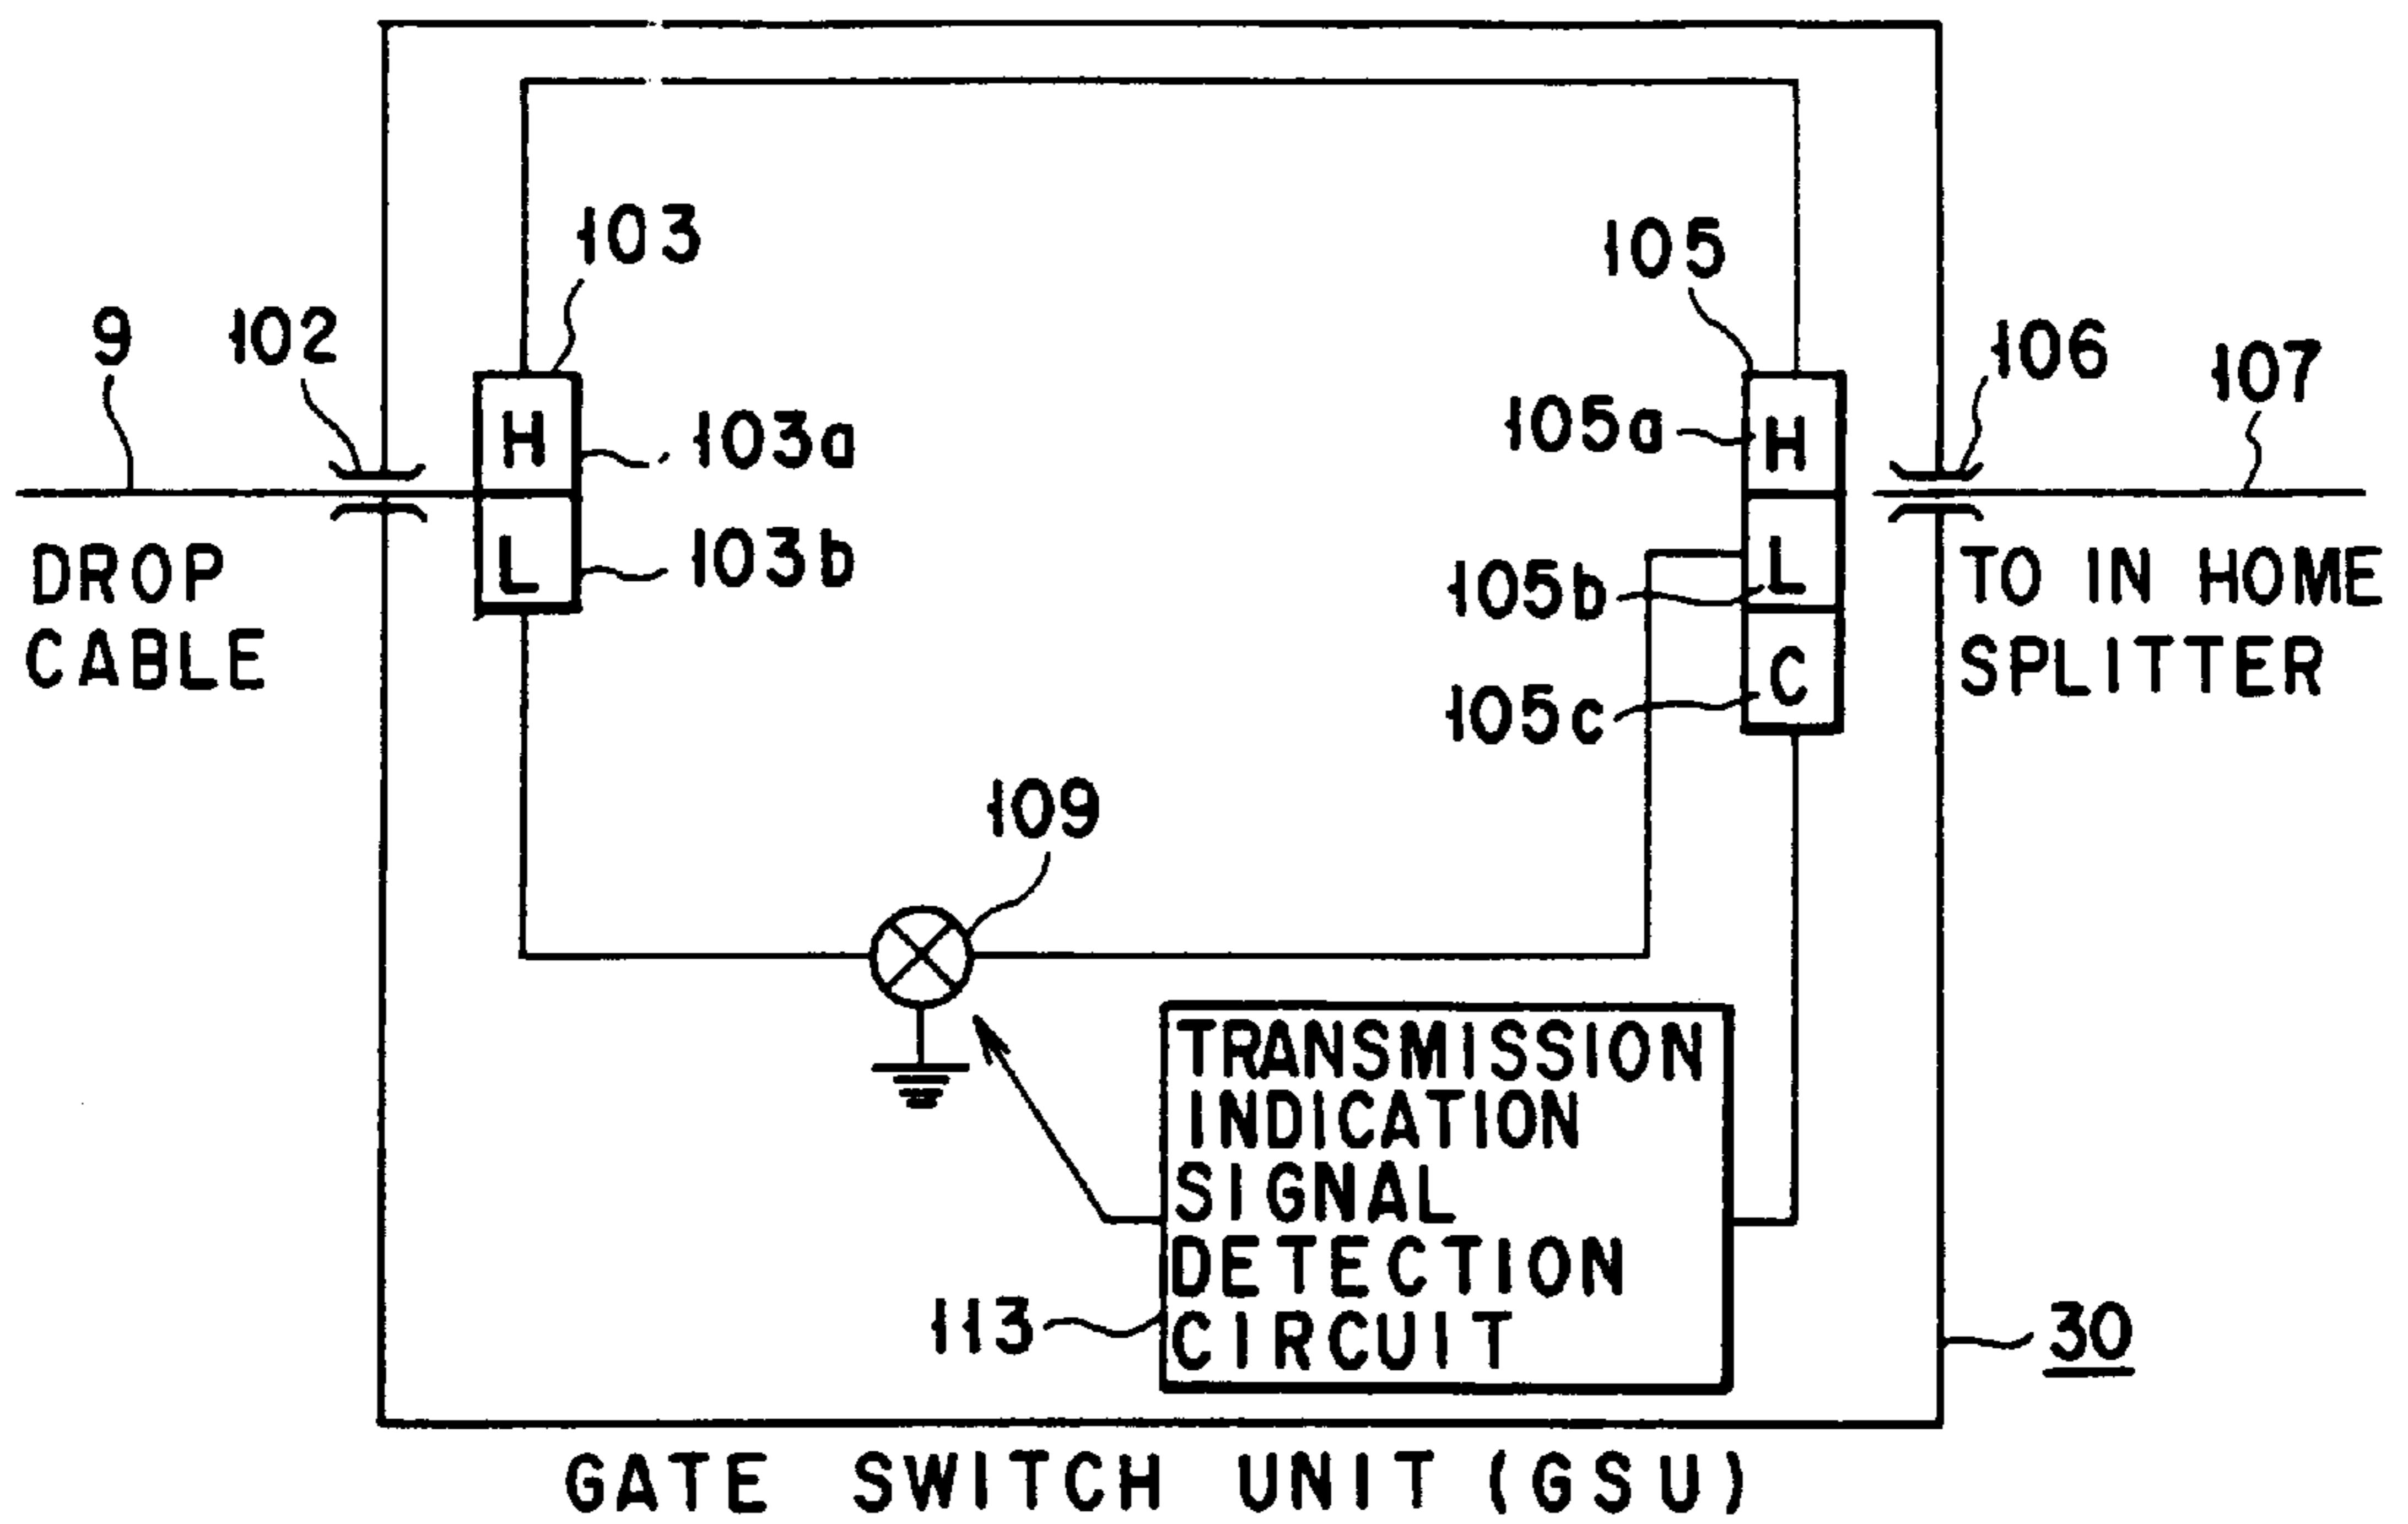 103
105
9
102
106
107
H
103a
105a
H
L
103b
105b
L
DROP
CABLE
TO IN HOME
SPLITTER
105c
C
109
TRANSMISSION
INDICATION
SIGNAL
DETECTION
CIRCUIT
113
30
GATE SWITCH UNIT (GSU)